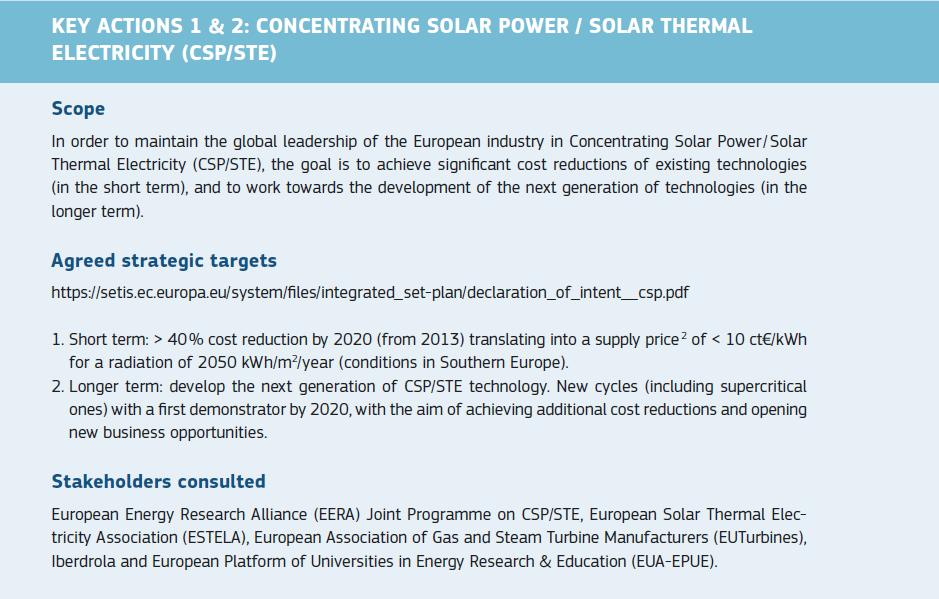 KEY ACTIONS 1 & 2: CONCENTRATING SOLAR POWER / SOLAR THERMAL
ELECTRICITY (CSP/STE)
Scope
In order to maintain the global leadership of the European industry in Concentrating Solar Power/Solar
Thermal Electricity (CSP/STE), the goal is to achieve significant cost reductions of existing technologies
(in the short term), and to work towards the development of the next generation of technologies (in the
longer term).
Agreed strategic targets
https://setis.ec.europa.eu/system/files/integrated_set-plan/declaration_of_intent__csp.pdf
1. Short term: > 40% cost reduction by 2020 (from 2013) translating into a supply price² of < 10 ct€/kWh
for a radiation of 2050 kWh/m²/year (conditions in Southern Europe).
2. Longer term: develop the next generation of CSP/STE technology. New cycles (including supercritical
ones) with a first demonstrator by 2020, with the aim of achieving additional cost reductions and opening
new business opportunities.
Stakeholders consulted
European Energy Research Alliance (EERA) Joint Programme on CSP/STE, European Solar Thermal Elec-
tricity Association (ESTELA), European Association of Gas and Steam Turbine Manufacturers (EUTurbines),
Iberdrola and European Platform of Universities in Energy Research & Education (EUA-EPUE).